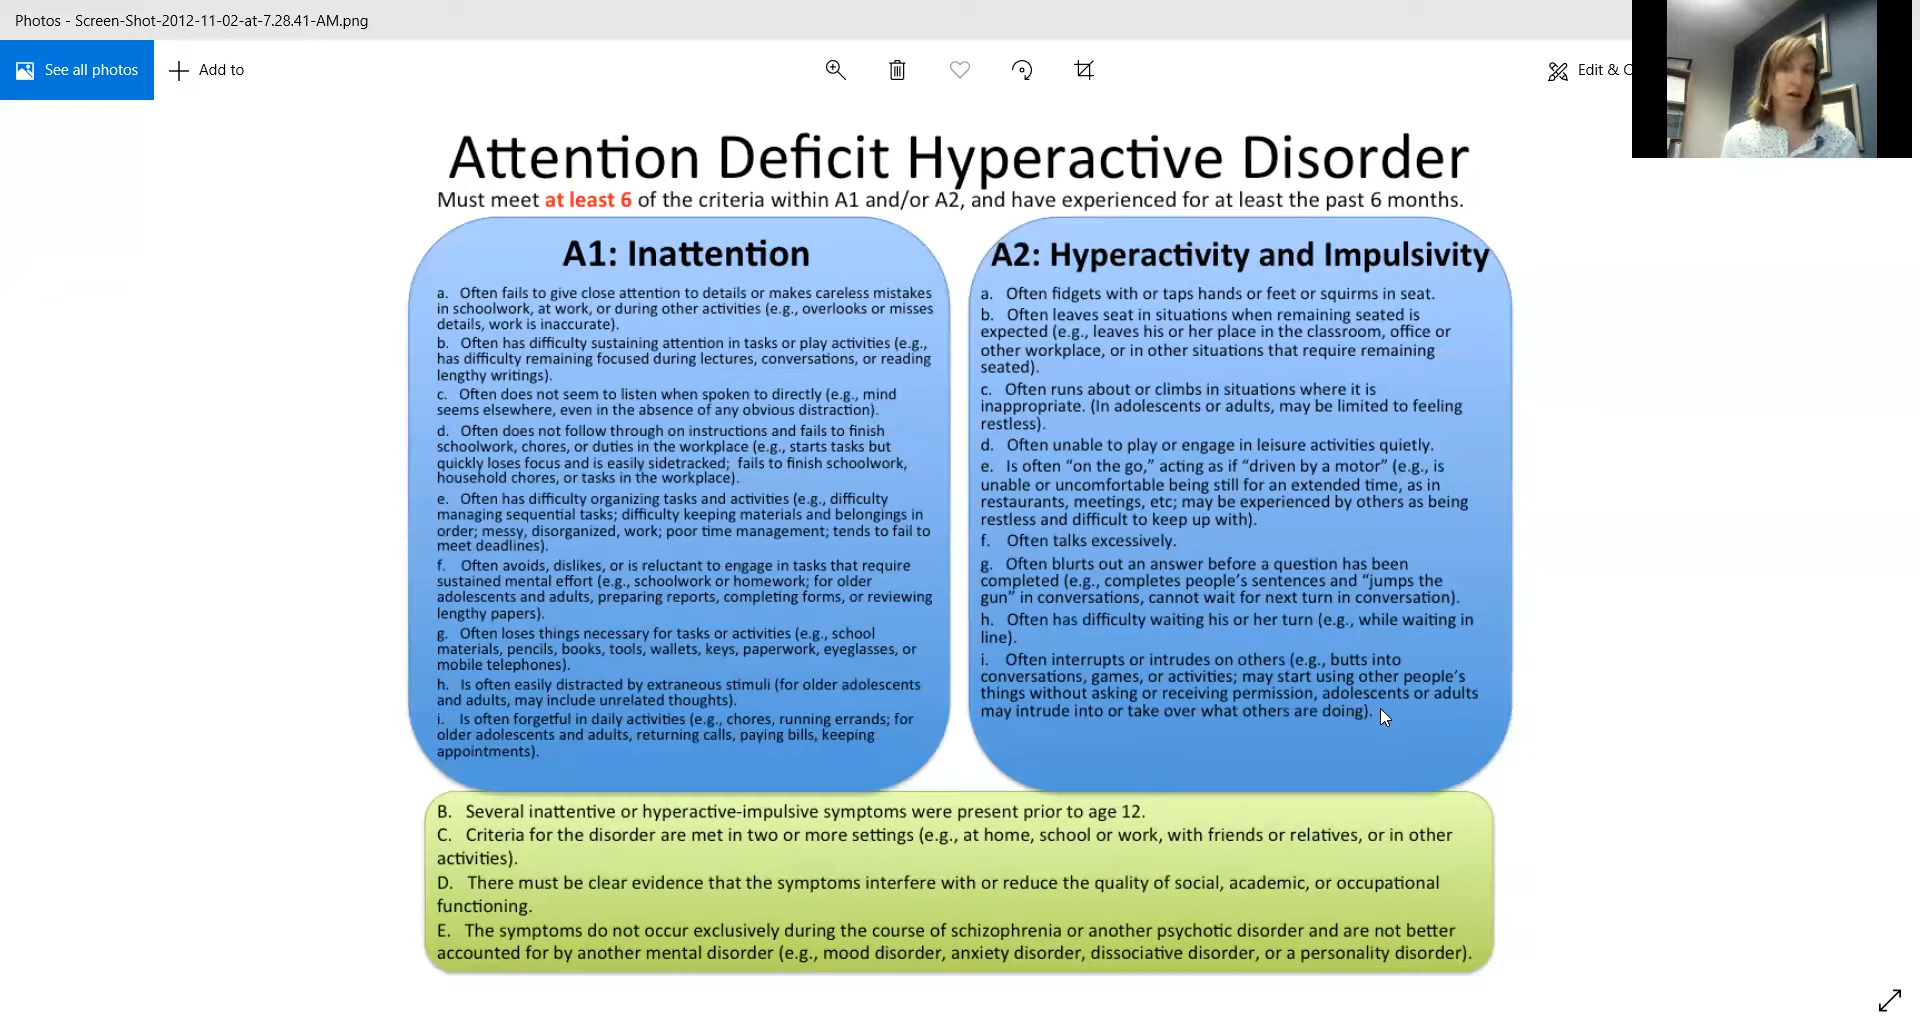 Photos - Screen-Shot-2012-11-02-at-7.28.41-AM.png
See all photos
Add to
Edit & C
Attention Deficit Hyperactive Disorder
Must meet at least 6 of the criteria within A1 and/or A2, and have experienced for at least the past 6 months.
A1: Inattention
a. Often fails to give close attention to details or makes careless mistakes
in schoolwork, at work, or during other activities (e.g., overlooks or misses
details, work is inaccurate).
b. Often has difficulty sustaining attention in tasks or play activities (e.g.,
has difficulty remaining focused during lectures, conversations, or reading
lengthy writings).
c. Often does not seem to listen when spoken to directly (e.g., mind
seems elsewhere, even in the absence of any obvious distraction).
d. Often does not follow through on instructions and fails to finish
schoolwork, chores, or duties in the workplace (e.g., starts tasks but
quickly loses focus and is easily sidetracked; fails to finish schoolwork,
household chores, or tasks in the workplace).
e. Often has difficulty organizing tasks and activities (e.g., difficulty
managing sequential tasks; difficulty keeping materials and belongings in
order; messy, disorganized, work; poor time management; tends to fail to
meet deadlines).
f. Often avoids, dislikes, or is reluctant to engage in tasks that require
sustained mental effort (e.g., schoolwork or homework; for older
adolescents and adults, preparing reports, completing forms, or reviewing
lengthy papers).
g. Often loses things necessary for tasks or activities (e.g., school
materials, pencils, books, tools, wallets, keys, paperwork, eyeglasses, or
mobile telephones).
h. Is often easily distracted by extraneous stimuli (for older adolescents
and adults, may include unrelated thoughts).
i. Is often forgetful in daily activities (e.g., chores, running errands; for
older adolescents and adults, returning calls, paying bills, keeping
appointments).
A2: Hyperactivity and Impulsivity
a. Often fidgets with or taps hands or feet or squirms in seat.
b. Often leaves seat in situations when remaining seated is
expected (e.g., leaves his or her place in the classroom, office or
other workplace, or in other situations that require remaining
seated).
c. Often runs about or climbs in situations where it is
inappropriate. (In adolescents or adults, may be limited to feeling
restless).
d. Often unable to play or engage in leisure activities quietly.
e. Is often “on the go,” acting as if “driven by a motor” (e.g., is
unable or uncomfortable being still for an extended time, as in
restaurants, meetings, etc; may be experienced by others as being
restless and difficult to keep up with).
f. Often talks excessively.
g. Often blurts out an answer before a question has been
completed (e.g., completes people’s sentences and “jumps the
gun” in conversations, cannot wait for next turn in conversation).
h. Often has difficulty waiting his or her turn (e.g., while waiting in
line).
i. Often interrupts or intrudes on others (e.g., butts into
conversations, games, or activities; may start using other people’s
things without asking or receiving permission, adolescents or adults
may intrude into or take over what others are doing).
B. Several inattentive or hyperactive-impulsive symptoms were present prior to age 12.
C. Criteria for the disorder are met in two or more settings (e.g., at home, school or work, with friends or relatives, or in other
activities).
D. There must be clear evidence that the symptoms interfere with or reduce the quality of social, academic, or occupational
functioning.
E. The symptoms do not occur exclusively during the course of schizophrenia or another psychotic disorder and are not better
accounted for by another mental disorder (e.g., mood disorder, anxiety disorder, dissociative disorder, or a personality disorder).